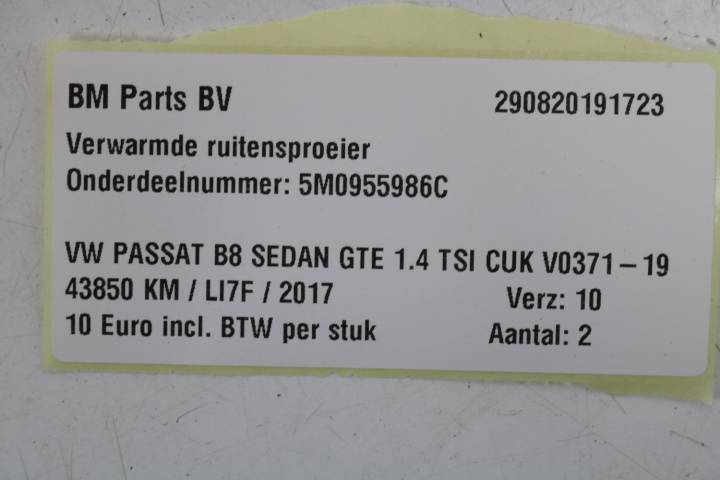 BM Parts BV 290820191723
Verwarmde ruitensproeier
Onderdeelnummer: 5M0955986C
VW PASSAT B8 SEDAN GTE 1.4 TSI CUK V0371-19
43850 KM / LI7F / 2017 Verz: 10
10 Euro incl. BTW per stuk Aantal: 2